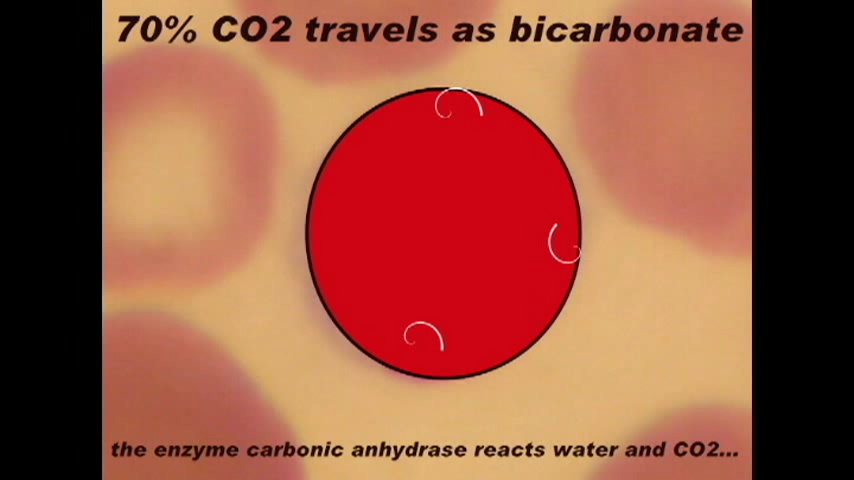 70% CO2 travels as bicarbonate
the enzyme carbonic anhydrase reacts water and CO2...